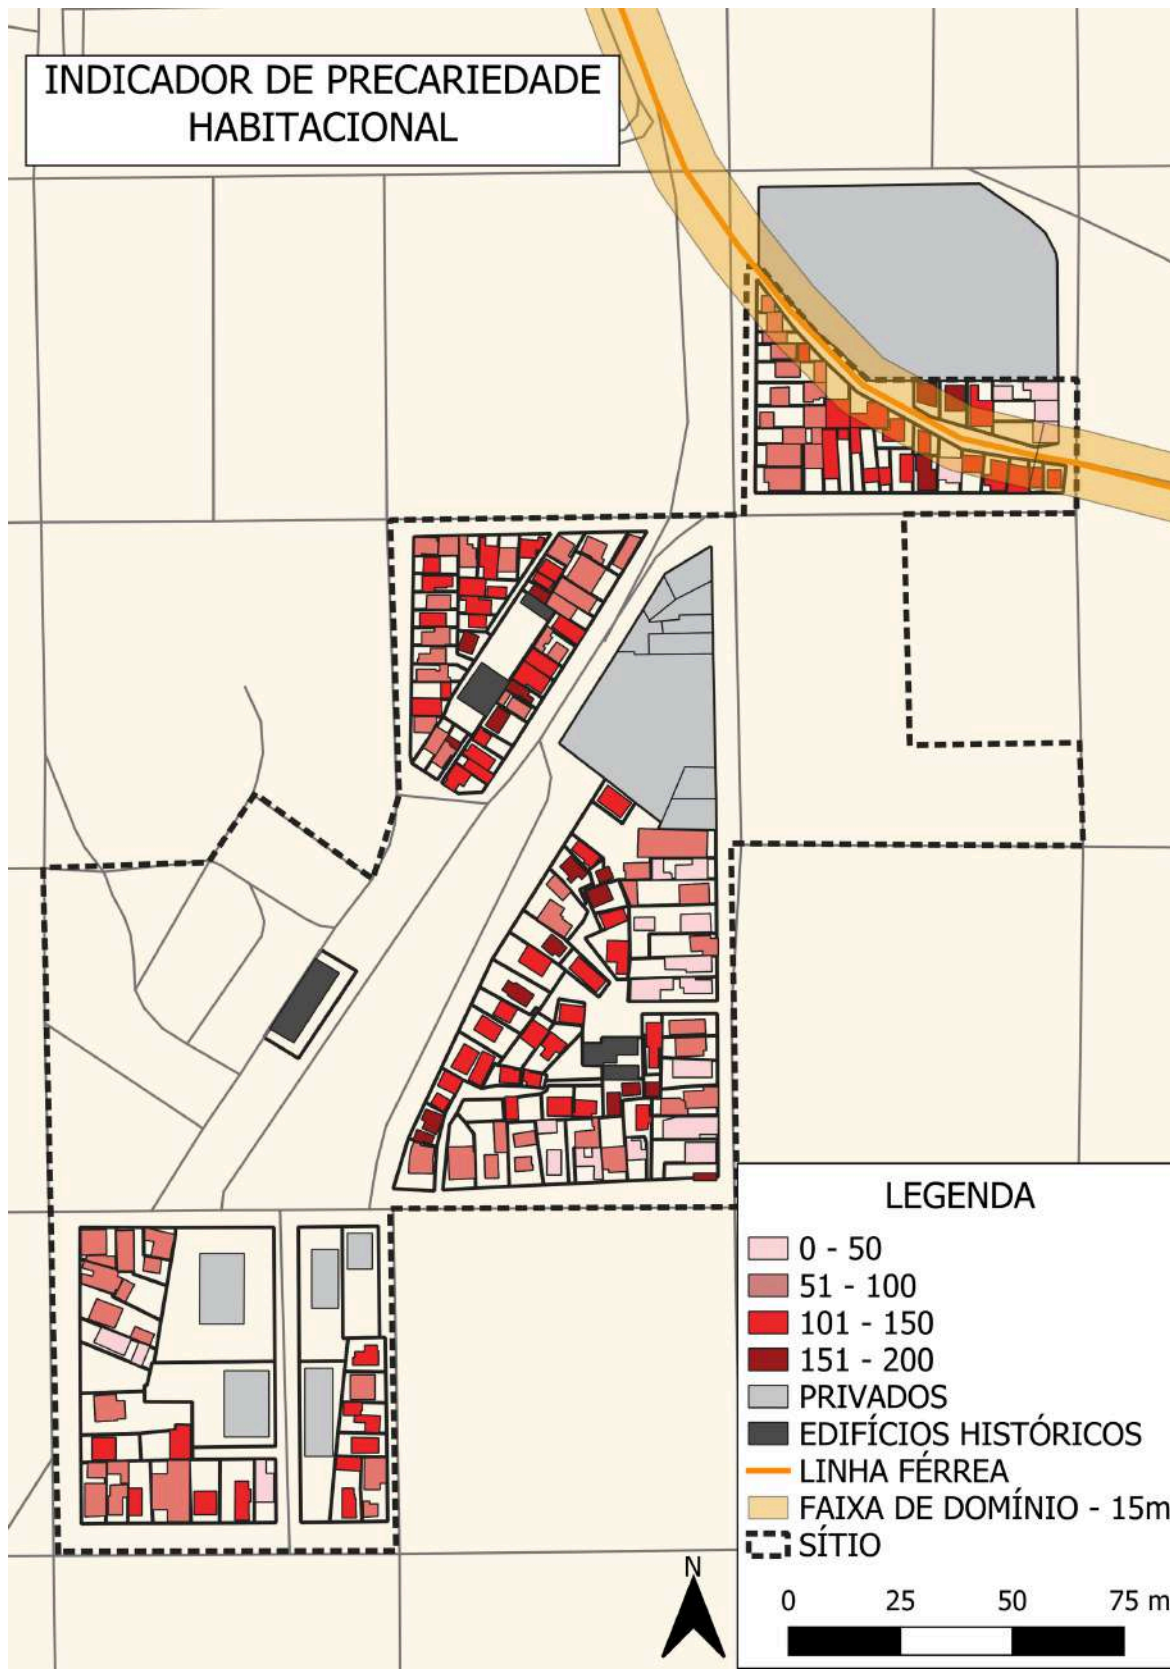 INDICADOR DE PRECARIEDADE
HABITACIONAL
LEGENDA
0 - 50
51 - 100
101 - 150
151 - 200
PRIVADOS
EDIFÍCIOS HISTÓRICOS
LINHA FÉRREA
FAIXA DE DOMÍNIO - 15m
SÍTIO
N
0 25 50 75 m